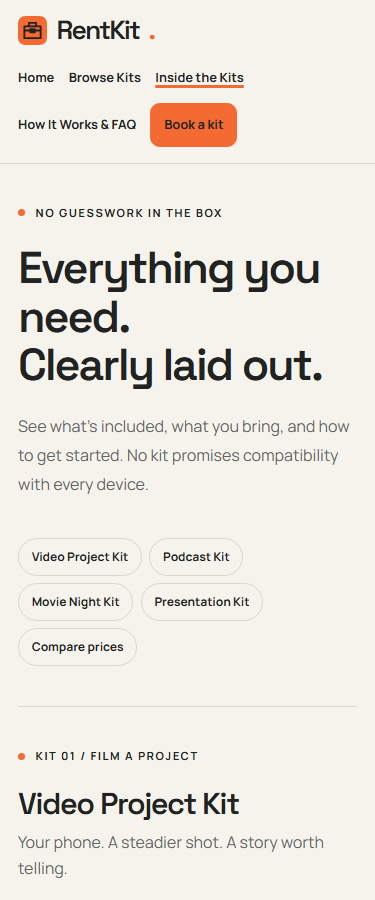 RentKit .
Home Browse Kits Inside the Kits
How It Works & FAQ Book a kit
NO GUESSWORK IN THE BOX
Everything you
need.
Clearly laid out.
See what's included, what you bring, and how
to get started. No kit promises compatibility
with every device.
Video Project Kit Podcast Kit
Movie Night Kit Presentation Kit
Compare prices
KIT 01 / FILM A PROJECT
Video Project Kit
Your phone. A steadier shot. A story worth
telling.